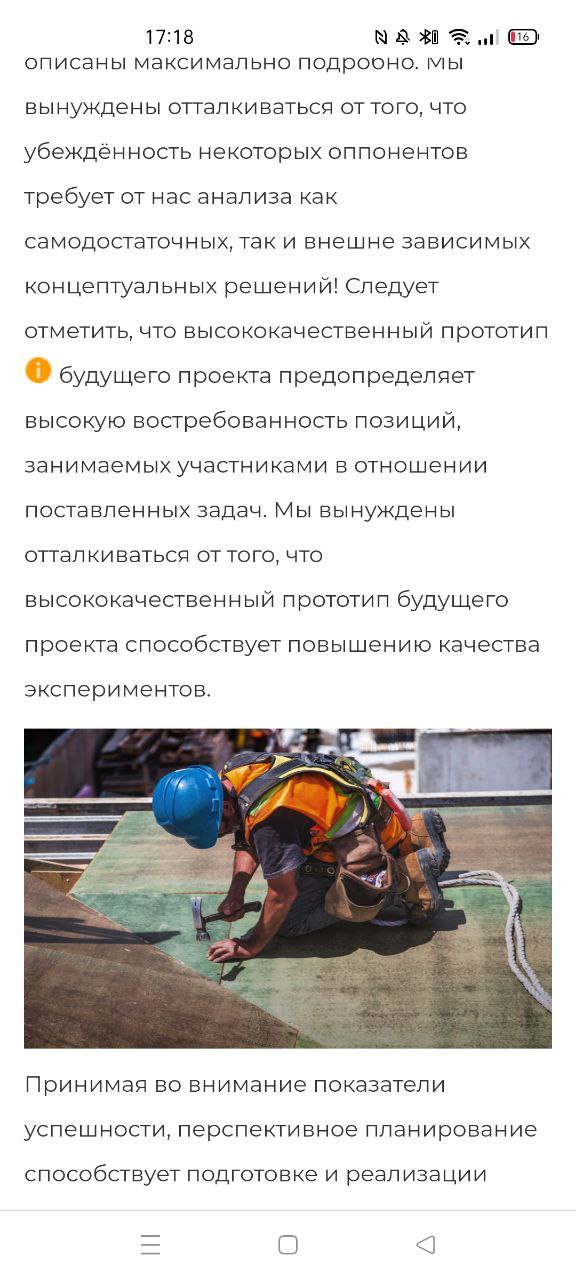 17:18
16
описаны максимально подробно. Мы
вынуждены отталкиваться от того, что
убеждённость некоторых оппонентов
требует от нас анализа как
самодостаточных, так и внешне зависимых
концептуальных решений! Следует
отметить, что высококачественный прототип
i будущего проекта предопределяет
высокую востребованность позиций,
занимаемых участниками в отношении
поставленных задач. Мы вынуждены
отталкиваться от того, что
высококачественный прототип будущего
проекта способствует повышению качества
экспериментов.
Принимая во внимание показатели
успешности, перспективное планирование
способствует подготовке и реализации